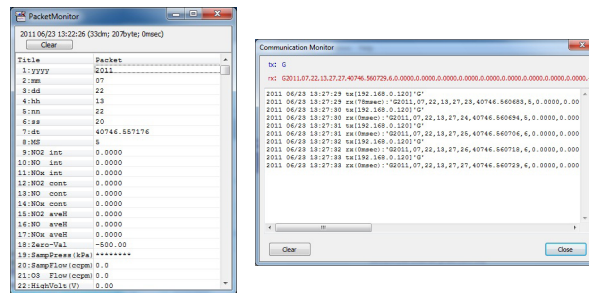 PacketMonitor
2011 06/23 13:22:26 (33dm; 207byte; 0msec)
Clear
Title Packet
1:yyyy 2011
2:mm 07
3:dd 22
4:hh 13
5:nn 22
6:ss 20
7:dt 40746.557176
8:MS 5
9:NO2 int 0.0000
10:NO int 0.0000
11:NOx int 0.0000
12:NO2 cont 0.0000
13:NO cont 0.0000
14:NOx cont 0.0000
15:NO2 aveH 0.0000
16:NO aveH 0.0000
17:NOx aveH 0.0000
18:Zero-Val -500.00
19:SampPress(kPa) ********
20:SampFlow(ccpm) 0.0
21:O3 Flow(ccpm) 0.0
22:HighVolt(V) 0.00
Communication Monitor
tx: G
rx: G2011,07,22,13,27,27,40746.560729,6,0.0000,0.0000,0.0000,0.0000,0.0000,0.0000,0.0000,0.0000,
2011 06/23 13:27:29 tx[192.168.0.120]'G'
2011 06/23 13:27:29 rx(78msec):'G2011,07,22,13,27,23,40746.560683,5,0.0000,0.00
2011 06/23 13:27:30 tx[192.168.0.120]'G'
2011 06/23 13:27:30 rx(0msec):'G2011,07,22,13,27,24,40746.560694,5,0.0000,0.000
2011 06/23 13:27:31 tx[192.168.0.120]'G'
2011 06/23 13:27:31 rx(0msec):'G2011,07,22,13,27,25,40746.560706,6,0.0000,0.000
2011 06/23 13:27:32 tx[192.168.0.120]'G'
2011 06/23 13:27:32 rx(0msec):'G2011,07,22,13,27,26,40746.560718,6,0.0000,0.000
2011 06/23 13:27:33 tx[192.168.0.120]'G'
2011 06/23 13:27:33 rx(0msec):'G2011,07,22,13,27,27,40746.560729,6,0.0000,0.000
Clear Close